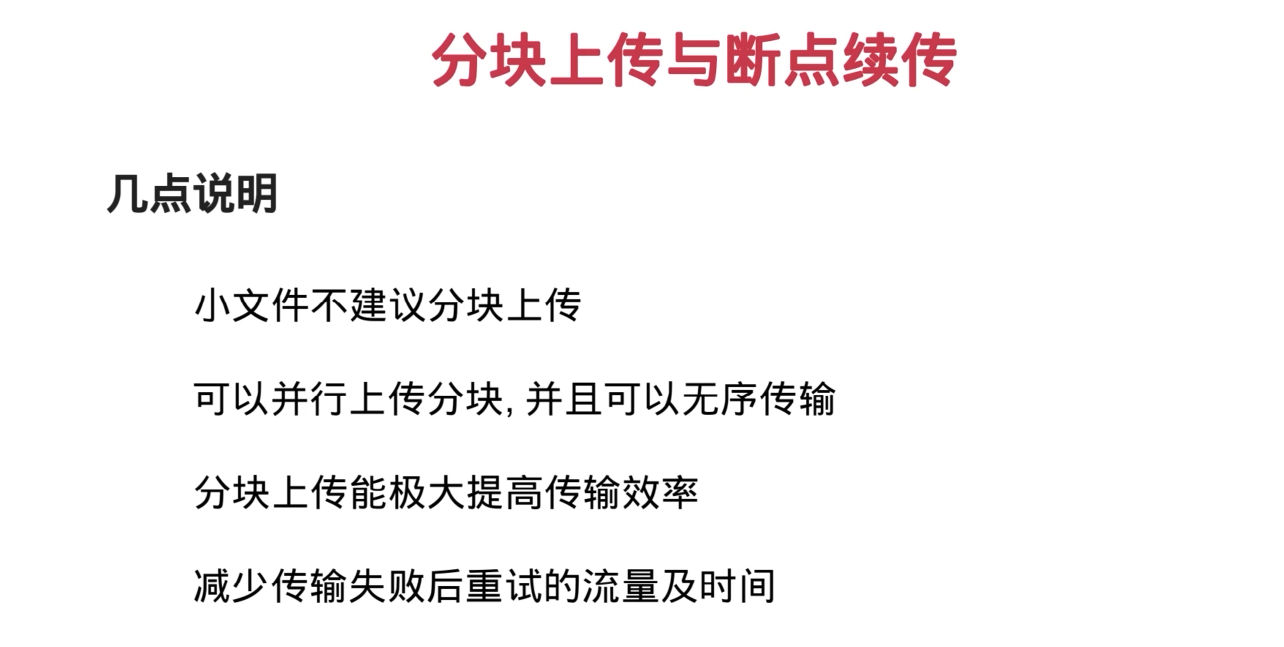 分块上传与断点续传
几点说明
小文件不建议分块上传
可以并行上传分块, 并且可以无序传输
分块上传能极大提高传输效率
减少传输失败后重试的流量及时间